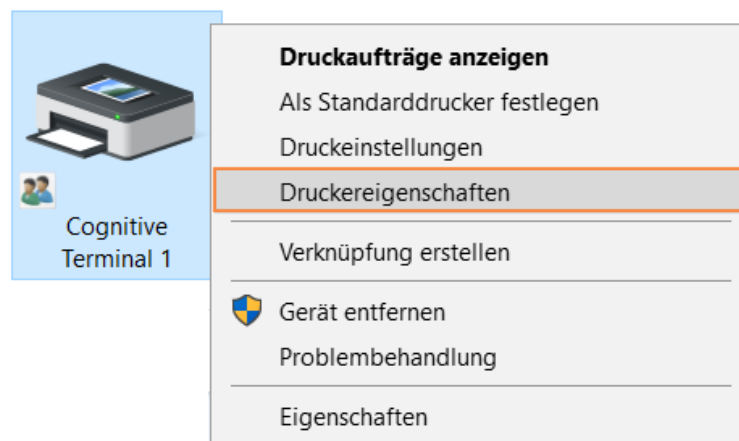 Cognitive
Terminal 1
Druckaufträge anzeigen
Als Standarddrucker festlegen
Druckeinstellungen
Druckereigenschaften
Verknüpfung erstellen
Gerät entfernen
Problembehandlung
Eigenschaften